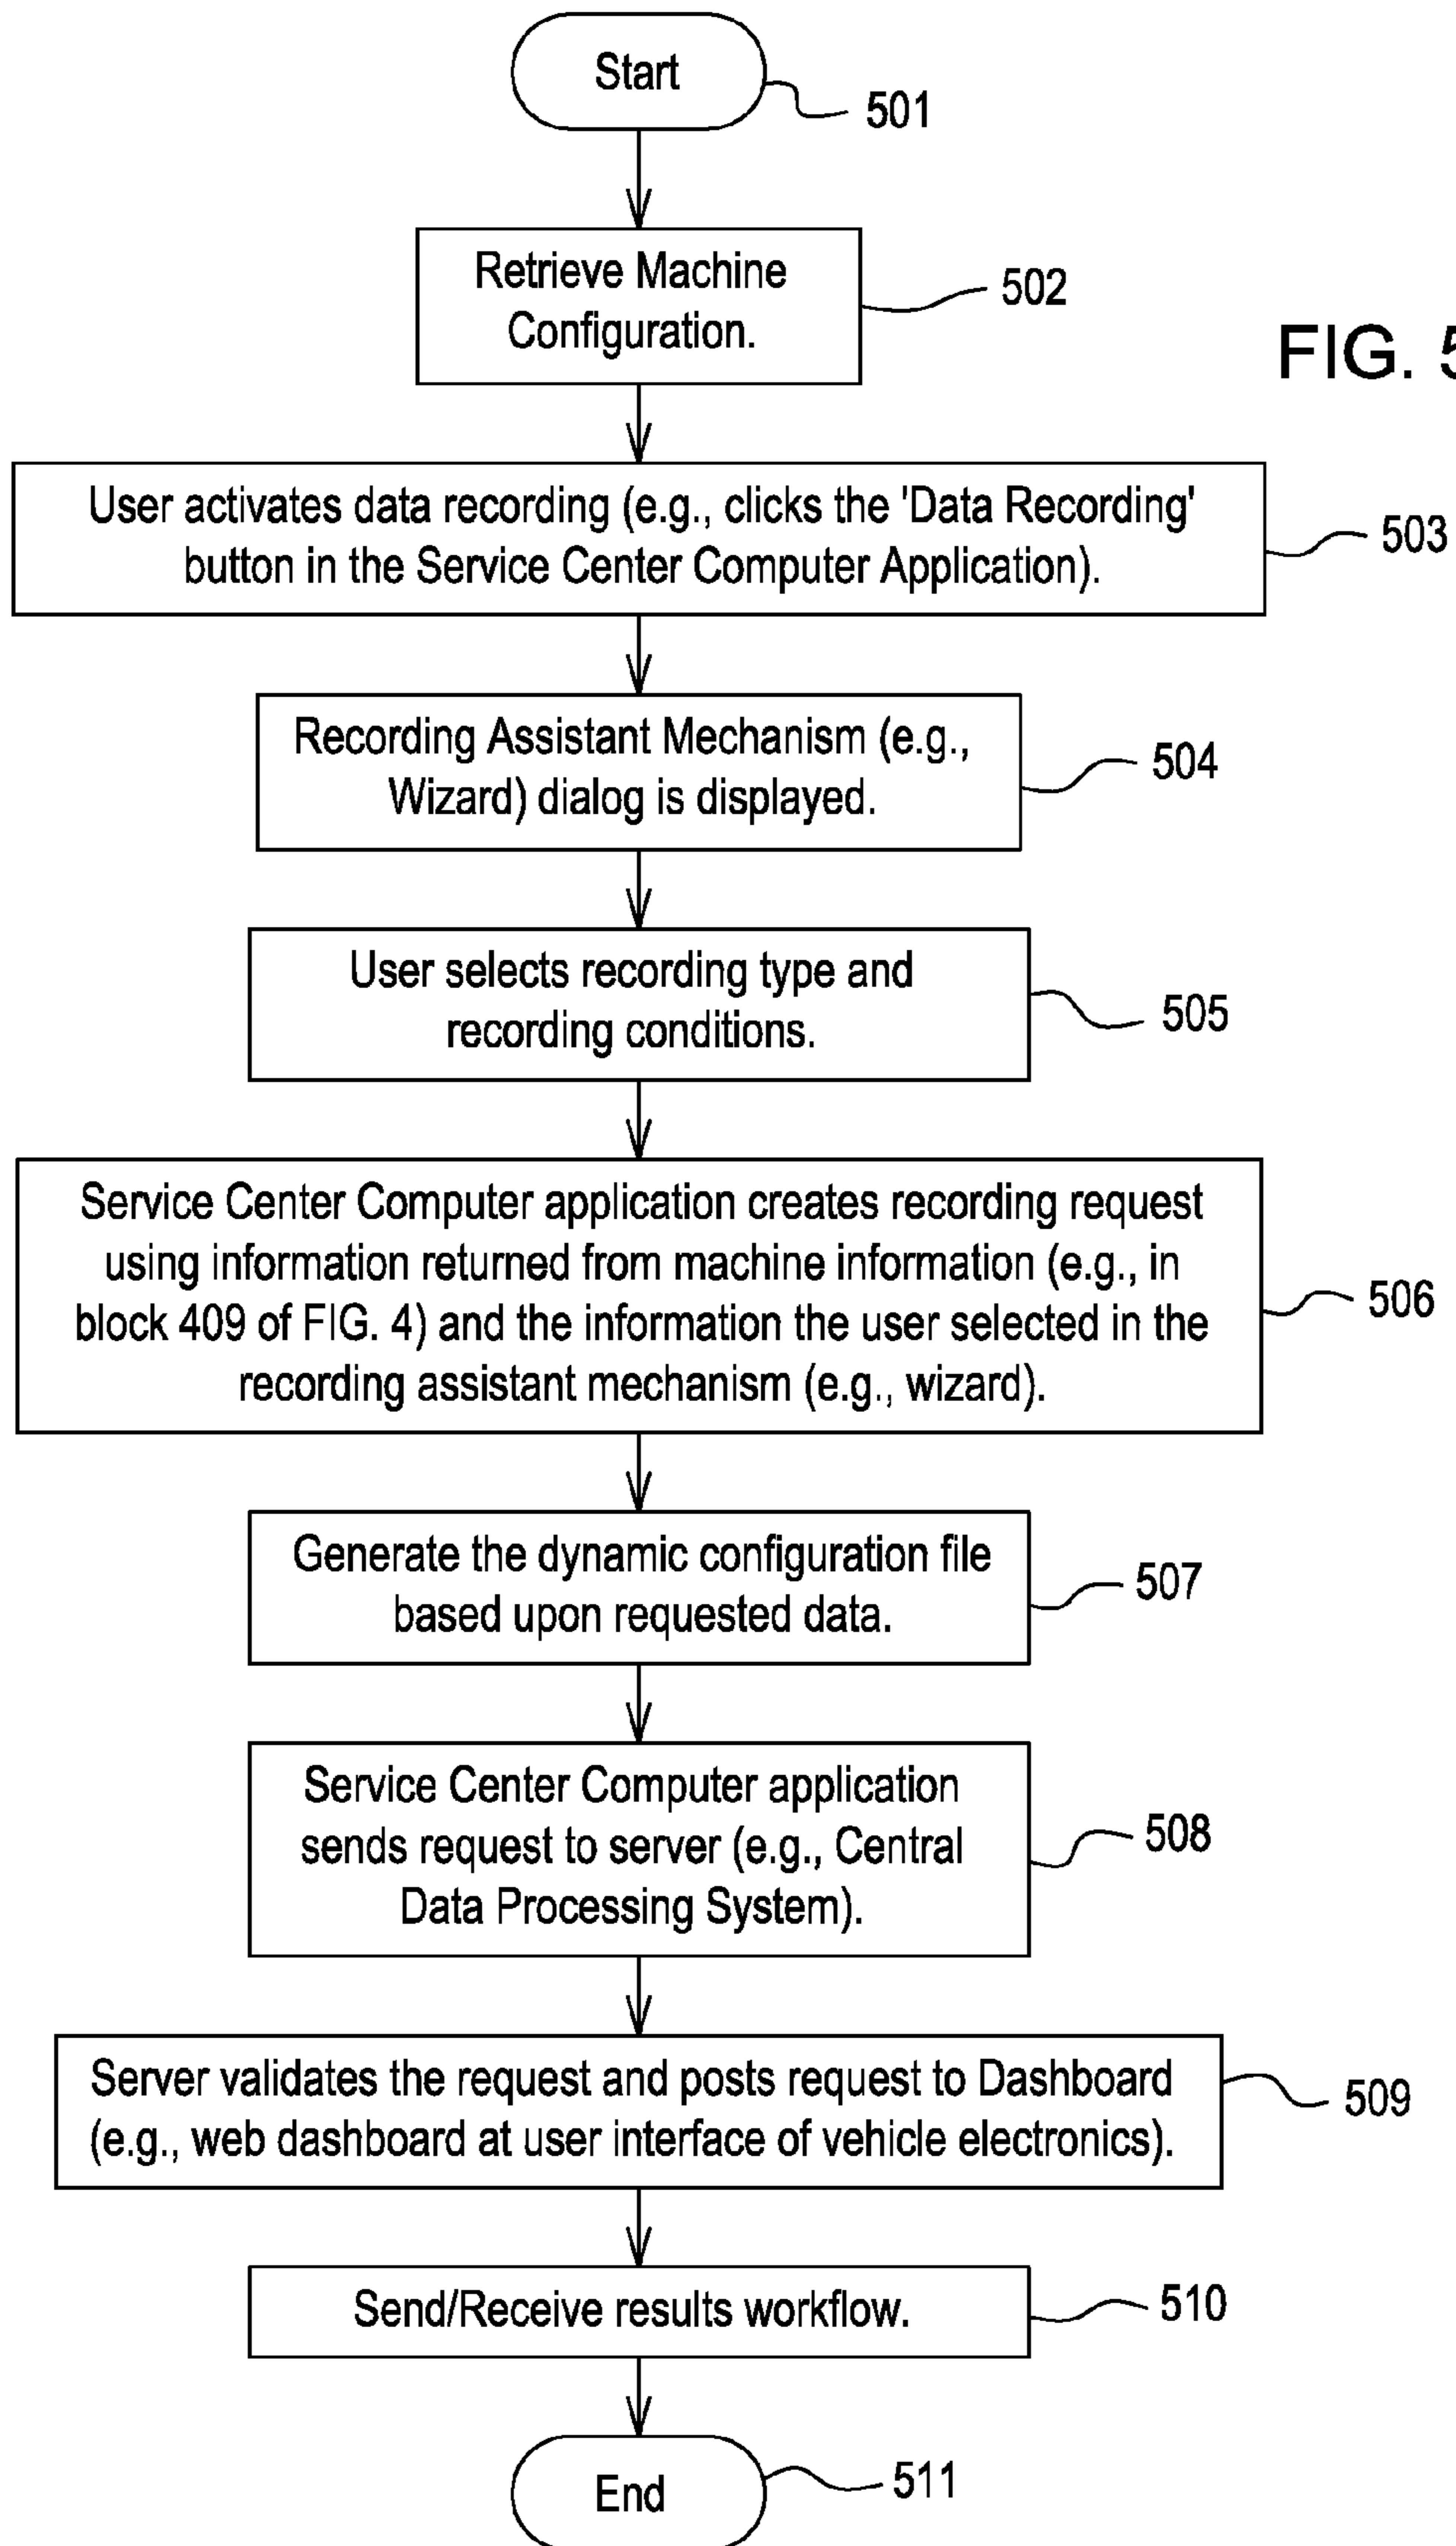 Start
501
Retrieve Machine
Configuration.
502
FIG. 5
User activates data recording (e.g., clicks the 'Data Recording'
button in the Service Center Computer Application).
503
Recording Assistant Mechanism (e.g.,
Wizard) dialog is displayed.
504
User selects recording type and
recording conditions.
505
Service Center Computer application creates recording request
using information returned from machine information (e.g., in
block 409 of FIG. 4) and the information the user selected in the
recording assistant mechanism (e.g., wizard).
506
Generate the dynamic configuration file
based upon requested data.
507
Service Center Computer application
sends request to server (e.g., Central
Data Processing System).
508
Server validates the request and posts request to Dashboard
(e.g., web dashboard at user interface of vehicle electronics).
509
Send/Receive results workflow.
510
End
511